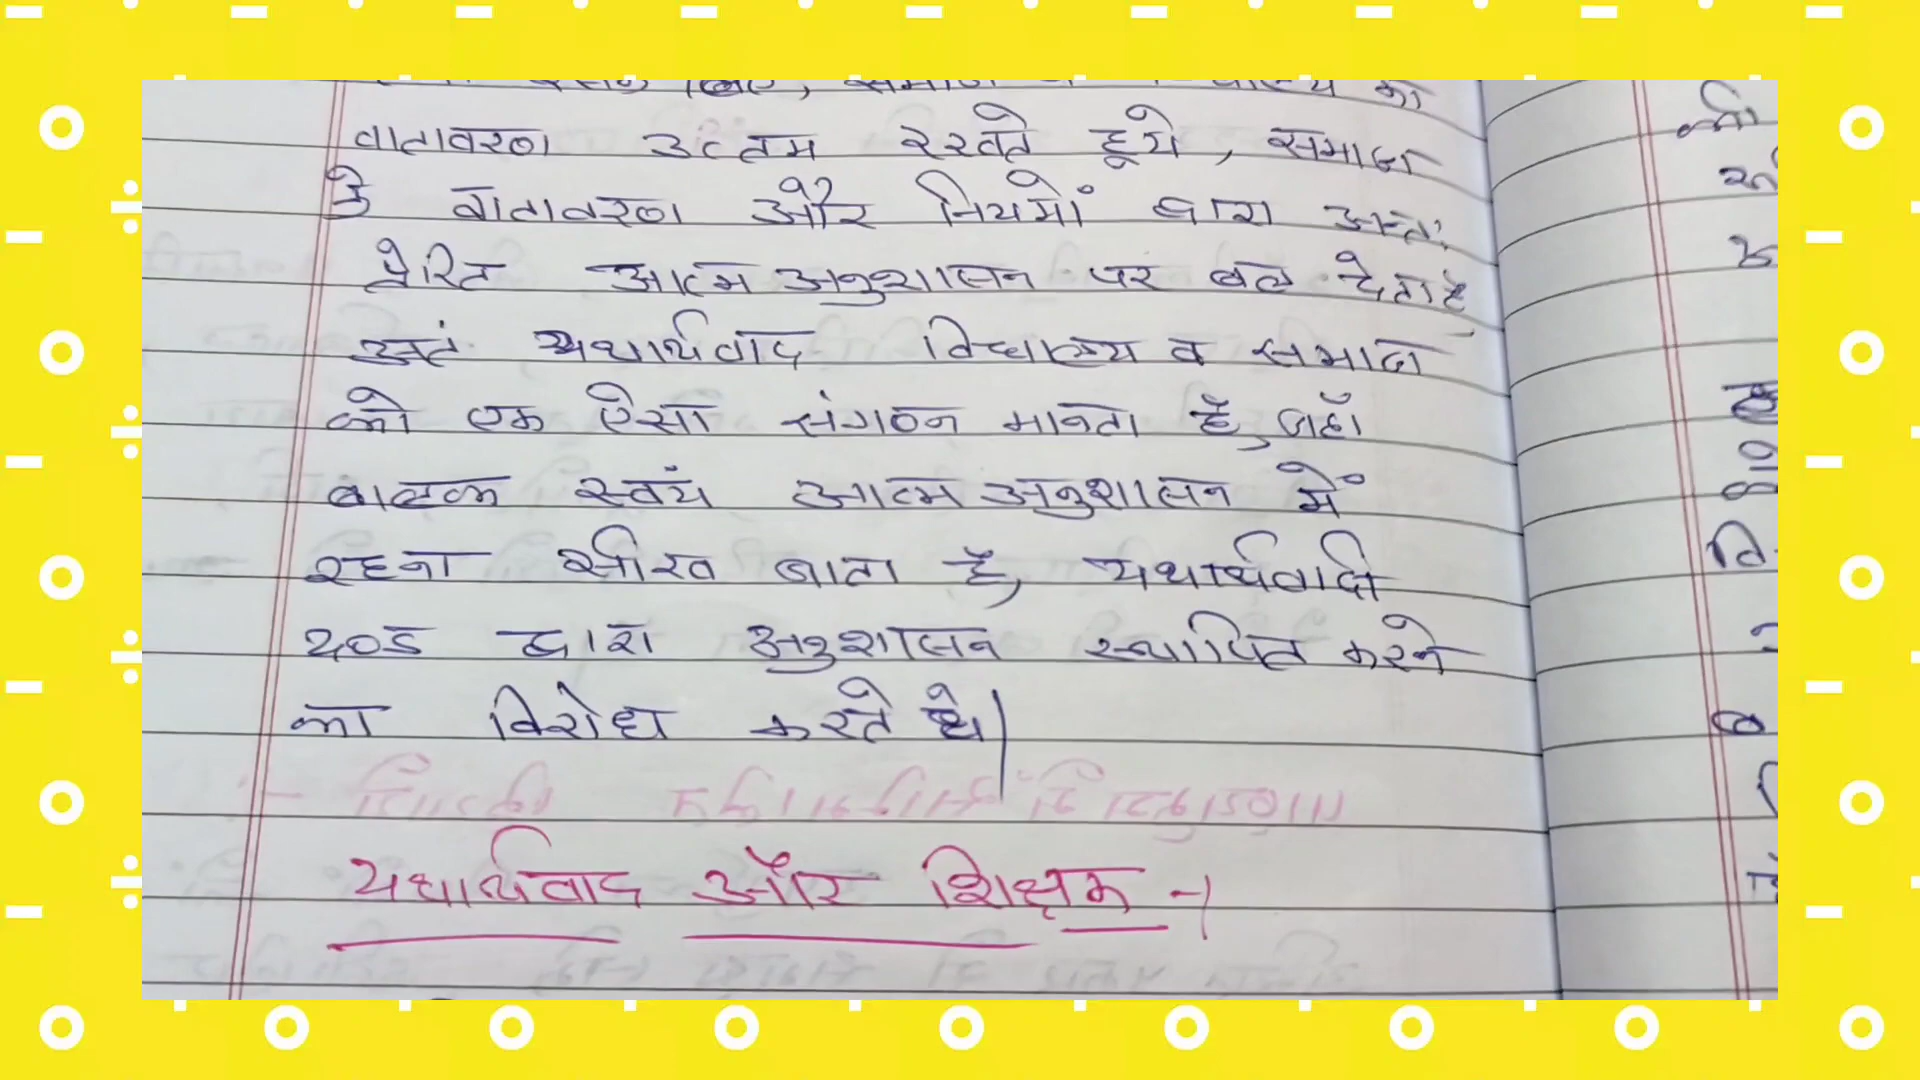 वातावरण उत्तम रखते हूये, समाज
के वातावरण और नियमों द्वारा अन्तः
प्रेरित आत्म अनुशासन पर बल देता है,
अतं यथार्थवाद विद्यालय व समाज
को एक ऐसा संगठन मानता है, जहाँ
बालक स्वंय आत्म अनुशासन में
रहना सीख जाता है, यथार्थवादी
दण्ड द्वारा अनुशासन स्थापित करने
का विरोध करते थे।
यथार्थवाद और शिक्षक -।